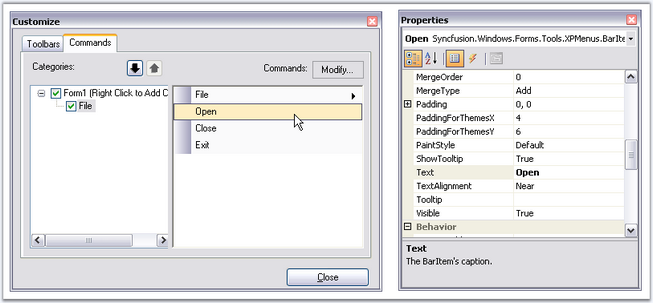 Customize
Toolbars Commands
Categories:
Commands: Modify...
Form1 (Right Click to Add C
File
File
Open
Close
Exit
Close
Properties
Open Syncfusion.Windows.Forms.Tools.XPMenus.BarIte
MergeOrder 0
MergeType Add
Padding 0, 0
PaddingForThemesX 4
PaddingForThemesY 6
PaintStyle Default
ShowTooltip True
Text Open
TextAlignment Near
Tooltip
Visible True
Behavior
Text
The BarItem's caption.